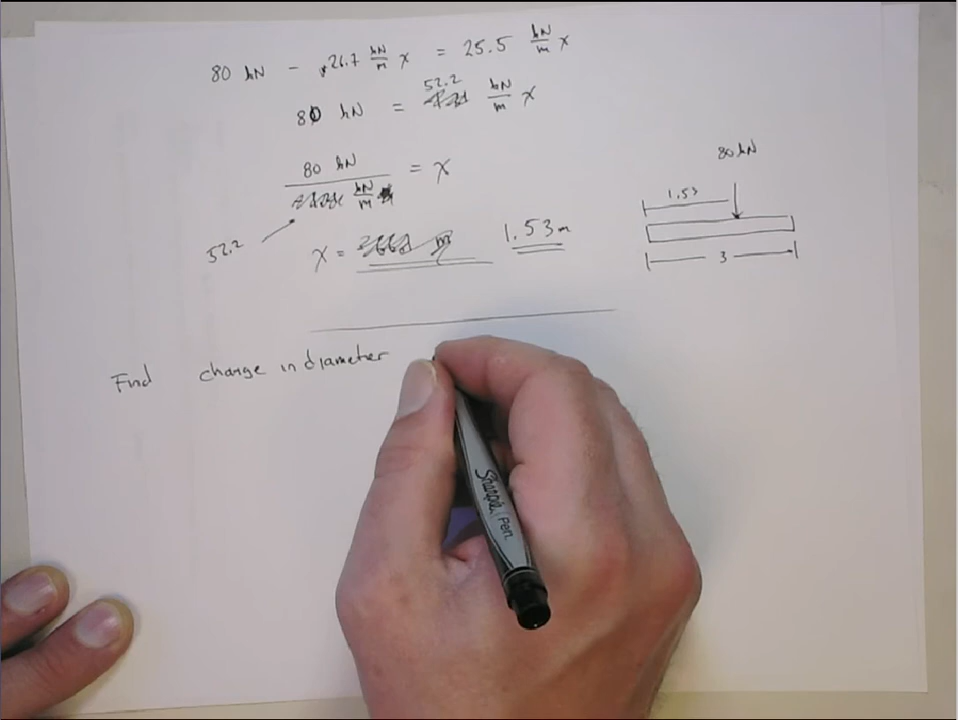 80 kN - 26.7 kN/m x = 25.5 kN/m x
80 kN = 52.2 kN/m x
80 kN / kN/m = x
52.2
x = m 1.53 m
80 kN
1.53
3
Find change in diameter
Sharpie Pen